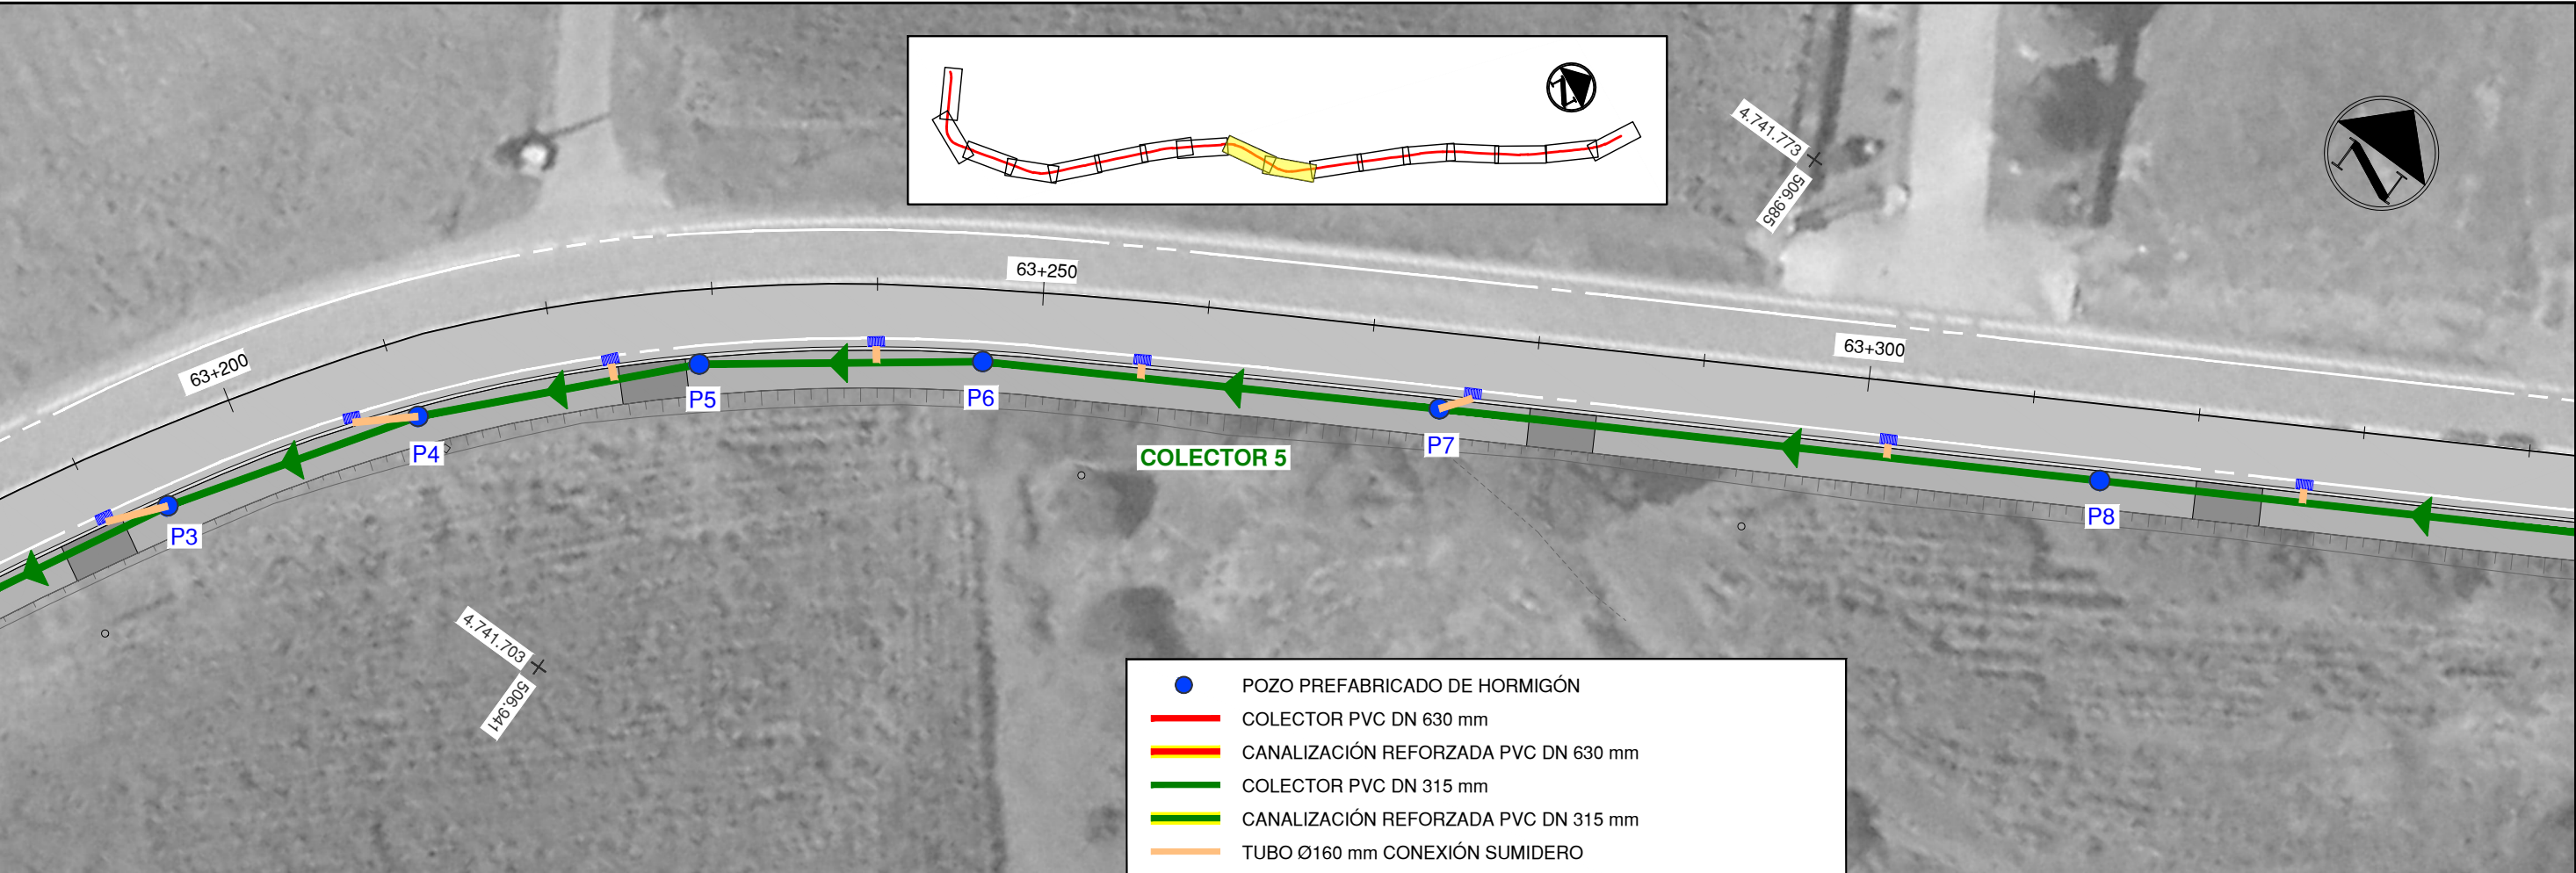 4.741.773
506.985
63+250
63+300
63+200
P5
P6
P4
P7
COLECTOR 5
P8
P3
4.741.703
506.941
POZO PREFABRICADO DE HORMIGÓN
COLECTOR PVC DN 630 mm
CANALIZACIÓN REFORZADA PVC DN 630 mm
COLECTOR PVC DN 315 mm
CANALIZACIÓN REFORZADA PVC DN 315 mm
TUBO Ø160 mm CONEXIÓN SUMIDERO